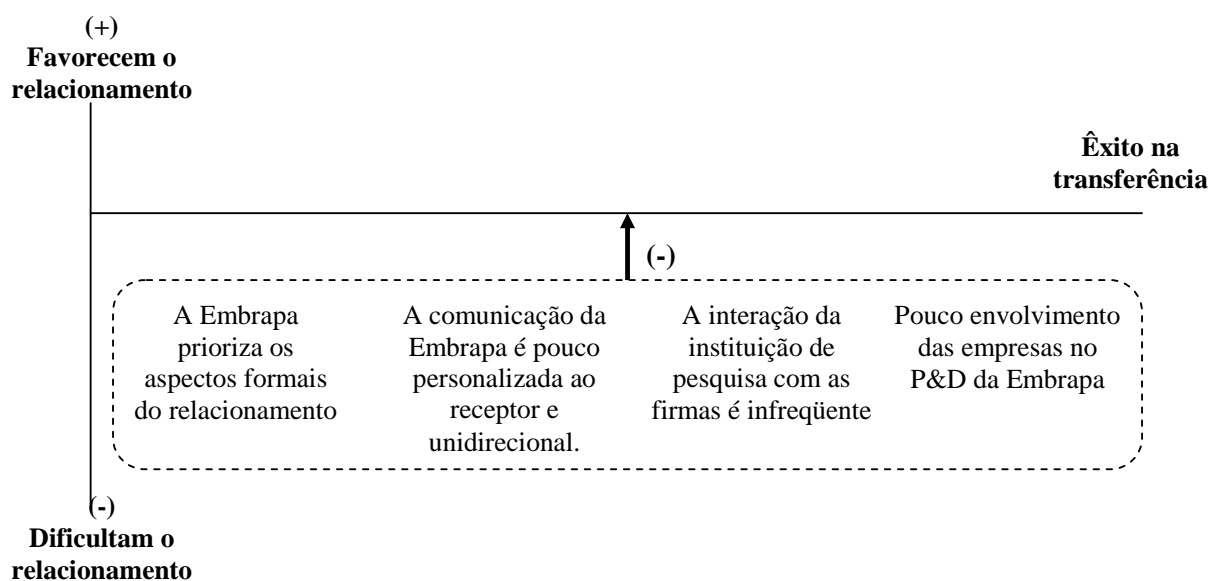 (+)
Favorecem o
relacionamento
Êxito na
transferência
(-)
A Embrapa
prioriza os
aspectos formais
do relacionamento
A comunicação da
Embrapa é pouco
personalizada ao
receptor e
unidirecional.
A interação da
instituição de
pesquisa com as
firmas é infreqüente
Pouco envolvimento
das empresas no
P&D da Embrapa
(-)
Dificultam o
relacionamento